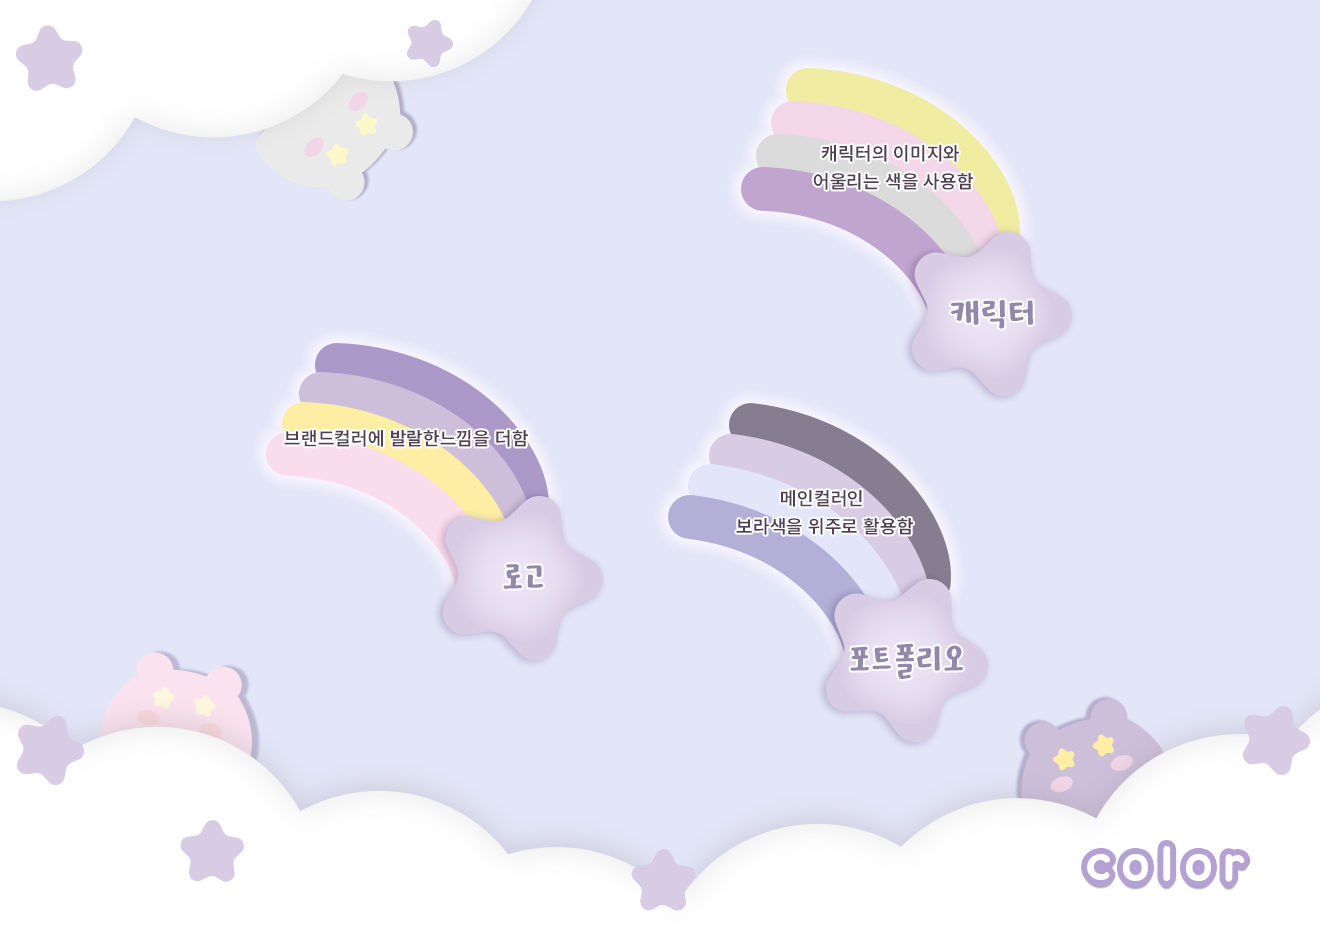 캐릭터의 이미지와
어울리는 색을 사용함
캐릭터
브랜드컬러에 발랄한느낌을 더함
로고
메인컬러인
보라색을 위주로 활용함
포트폴리오
color